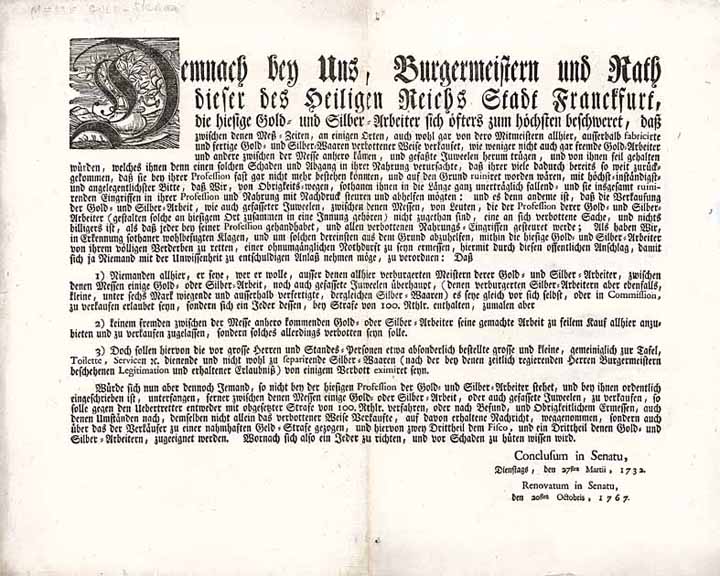 Demnach bey Uns, Burgermeistern und Rath
dieser des Heiligen Reichs Stadt Franckfurt,
die hiesige Gold- und Silber-Arbeiter sich öfters zum höchsten beschweret, daß
zwischen denen Meß-Zeiten, an einigen Orten, auch wohl gar von dero Mitmeistern allhier, ausserhalb fabricirte
und fertige Gold- und Silber-Waaren verbottener Weise verkaufet, wie weniger nicht auch gar fremde Gold-Arbeiter
und andere zwischen der Messe anhero kämen, und gefaßte Juweelen herum trügen, und von ihnen feil gehalten
würden, welches ihnen denn einen solchen Schaden und Abgang in ihrer Nahrung verursachte, daß ihrer viele dadurch bereits so weit zurück-
gekommen, daß sie bey ihrer Profession fast gar nicht mehr bestehen könnten, und auf den Grund ruiniret worden wären, mit höchst-inständigst-
und angelegentlichster Bitte, daß Wir, von Obrigkeits-wegen, sothanen ihnen in die Länge ganz unerträglich fallend- und sie insgesamt ruini-
renden Eingriffen in ihrer Profession und Nahrung mit Nachdruck steuren und abhelfen mögten: und es denn andeme ist, daß die Verkaufung
der Gold- und Silber-Arbeit, wie auch gefasseter Juweelen, zwischen denen Messen, von Leuten, die der Profession derer Gold- und Silber-
Arbeiter (gestalten solche an hiesigem Ort zusammen in eine Innung gehören) nicht zugethan sind, eine an sich verbottene Sache, und nichts
billigers ist, als daß jeder bey seiner Profession gehandhabet, und allen verbottenen Nahrungs-Eingriffen gesteuret werde; Als haben Wir,
in Erkennung sothanet wohlbefugten Klagen, und um solchen dereinsten aus dem Grund abzuhelfen, mithin die hiesige Gold- und Silber-Arbeiter
von ihrem völligen Verderben zu retten, einer ohnumgänglichen Nothdurft zu seyn ermessen, hiermit durch diesen öffentlichen Anschlag, damit
sich ja Niemand mit der Unwissenheit zu entschuldigen Anlaß nehmen möge, zu verordnen: Daß
1) Niemanden allhier, er seye, wer er wolle, ausser denen allhier verburgerten Meistern derer Gold- und Silber-Arbeiter, zwischen
denen Messen einige Gold- oder Silber-Arbeit, noch auch gefassete Juweelen überhaupt, (denen verburgerten Silber-Arbeitern aber ebenfalls,
kleine, unter sechs Mark wiegende und ausserhalb verfertigte, dergleichen Silber-Waaren) es seye gleich vor sich selbst, oder in Commission,
zu verkaufen erlaubet seyn, sondern sich ein Jeder dessen, bey Strafe von 100. Rthlr. enthalten, zumalen aber
2) keinem fremden zwischen der Messe anhero kommenden Gold- oder Silber-Arbeiter seine gemachte Arbeit zu feilem Kauf allhier anzu-
bieten und zu verkaufen zugelassen, sondern solches allerdings verbotten seyn solle.
3) Doch sollen hiervon die vor grosse Herren und Standes-Personen etwa absonderlich bestellte grosse und kleine, gemeiniglich zur Tafel,
Toilette, Servicen ꝛc. dienende und nicht wohl zu separirende Silber-Waaren (nach der bey denen zeitlich regierenden Herren Burgermeistern
beschehenen Legitimation und erhaltener Erlaubniß) von einigem Verbott eximiret seyn.
Würde sich nun aber dennoch Jemand, so nicht bey der hiesigen Profession der Gold- und Silber-Arbeiter stehet, und bey ihnen ordentlich
eingeschrieben ist, unterfangen, ferner zwischen denen Messen einige Gold- oder Silber-Arbeit, oder auch gefassete Juweelen, zu verkaufen, so
solle gegen den Uebertretter entweder mit obgesetzter Strafe von 100. Rthlr. verfahren, oder nach Befund, und Obrigkeitlichem Ermessen, auch
denen Umständen nach, demselben nicht allein das verbottener Weise Verkaufte, auf davon erhaltene Nachricht, weggenommen, sondern auch
über das der Verkäufer zu einer nahmhaften Geld-Strafe gezogen, und hiervon zwey Drittheil dem Fisco, und ein Drittheil denen Gold- und
Silber-Arbeitern, zugeeignet werden. Wornach sich also ein Jeder zu richten, und vor Schaden zu hüten wissen wird.
Conclusum in Senatu,
Dienstags, den 27sten Martii, 1732.
Renovatum in Senatu,
den 20sten Octobris, 1767.